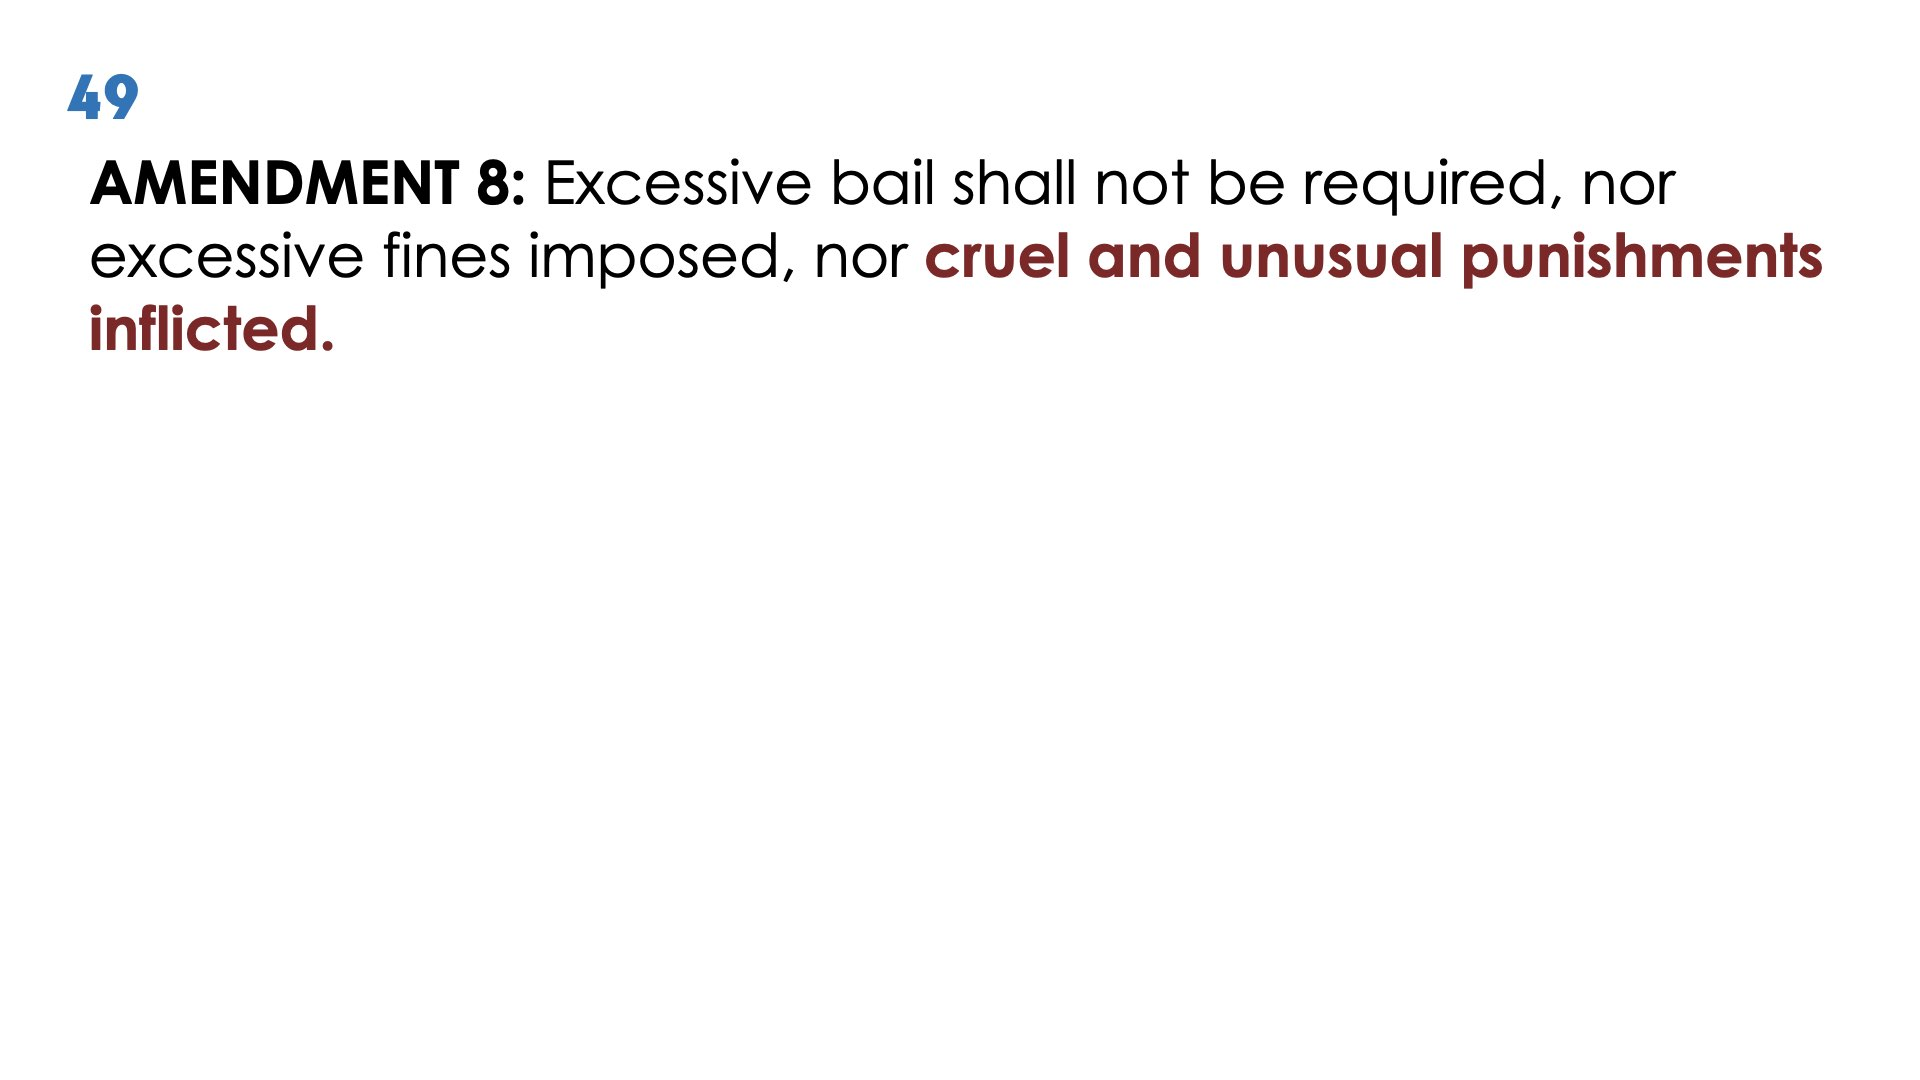 49
AMENDMENT 8: Excessive bail shall not be required, nor
excessive fines imposed, nor cruel and unusual punishments
inflicted.